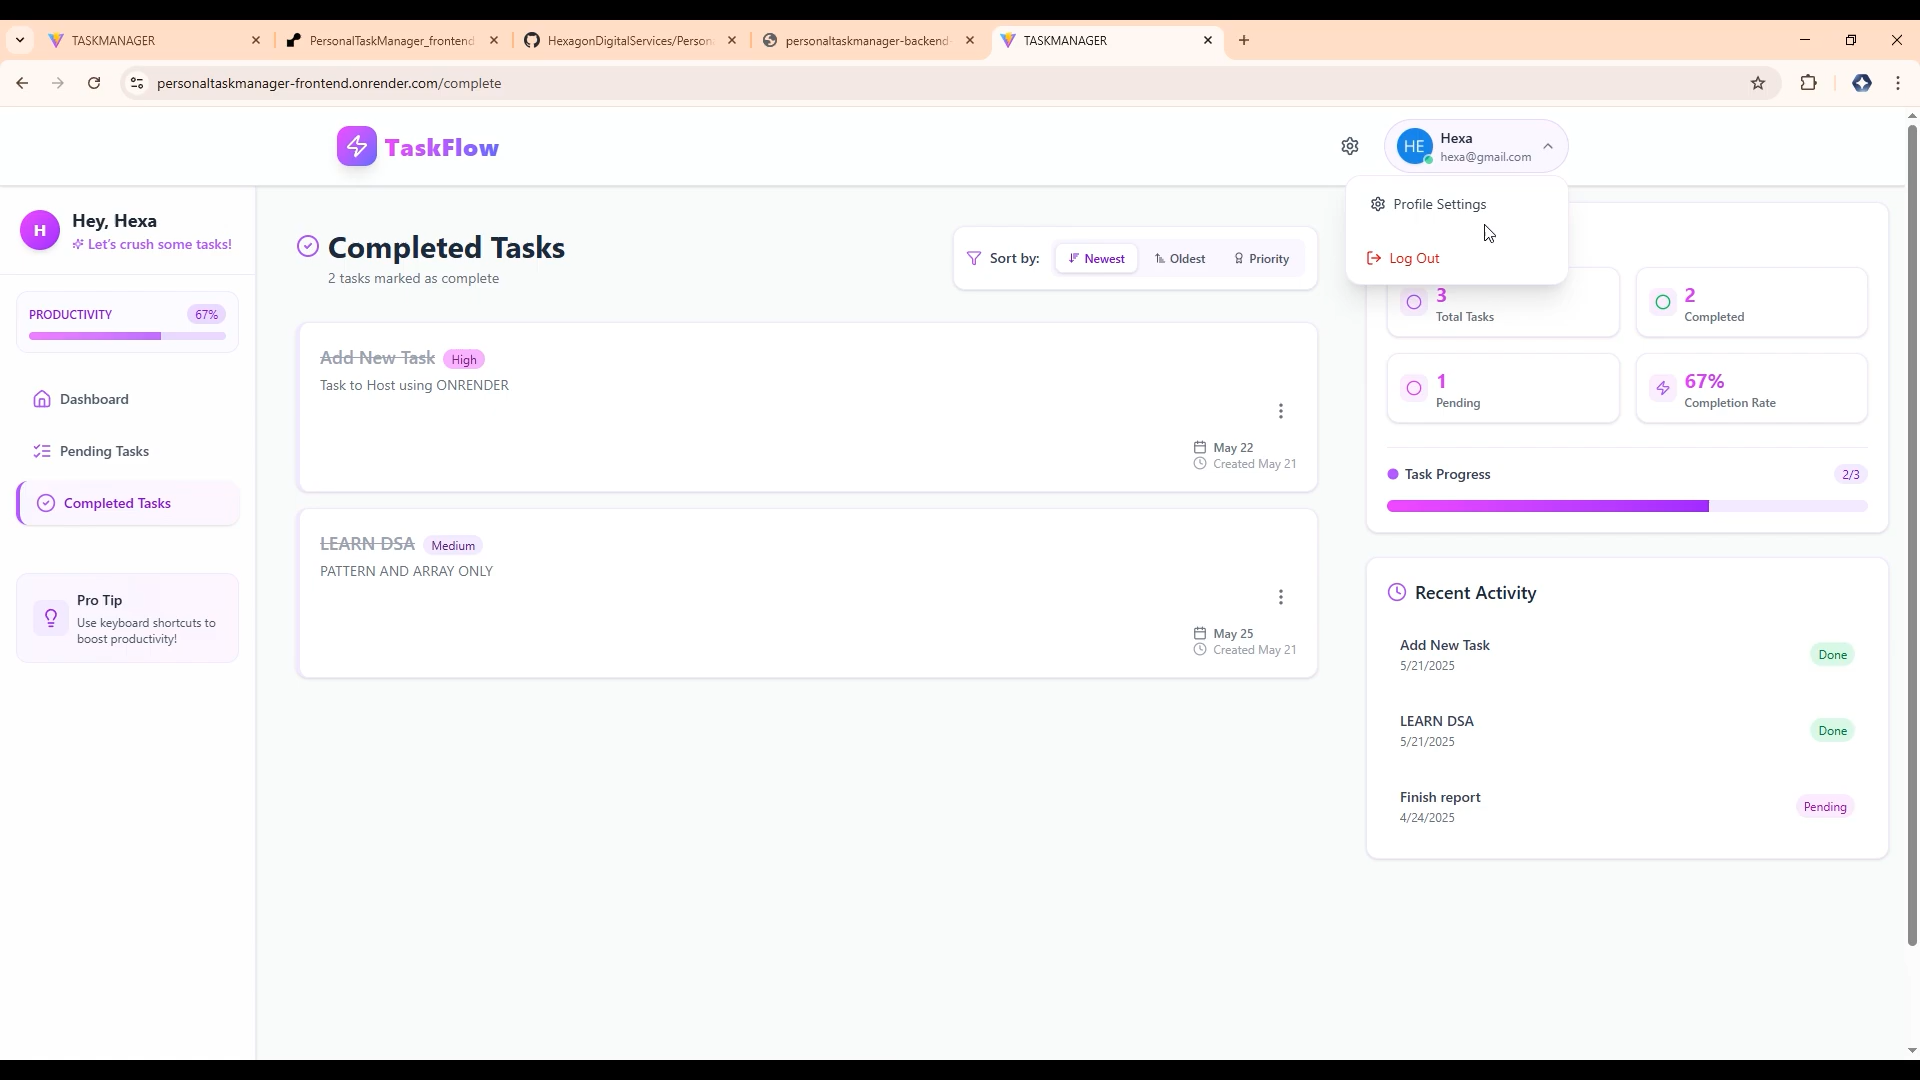 TASKMANAGER
PersonalTaskManager_frontend
HexagonDigitalServices/Person
personaltaskmanager-backend
TASKMANAGER
personaltaskmanager-frontend.onrender.com/complete
TaskFlow
HE
Hexa
hexa@gmail.com
Profile Settings
Log Out
H
Hey, Hexa
Let's crush some tasks!
PRODUCTIVITY
67%
Dashboard
Pending Tasks
Completed Tasks
Pro Tip
Use keyboard shortcuts to
boost productivity!
Completed Tasks
2 tasks marked as complete
Sort by:
Newest
Oldest
Priority
Add New Task
High
Task to Host using ONRENDER
May 22
Created May 21
LEARN DSA
Medium
PATTERN AND ARRAY ONLY
May 25
Created May 21
3
Total Tasks
2
Completed
1
Pending
67%
Completion Rate
Task Progress
2/3
Recent Activity
Add New Task
5/21/2025
Done
LEARN DSA
5/21/2025
Done
Finish report
4/24/2025
Pending